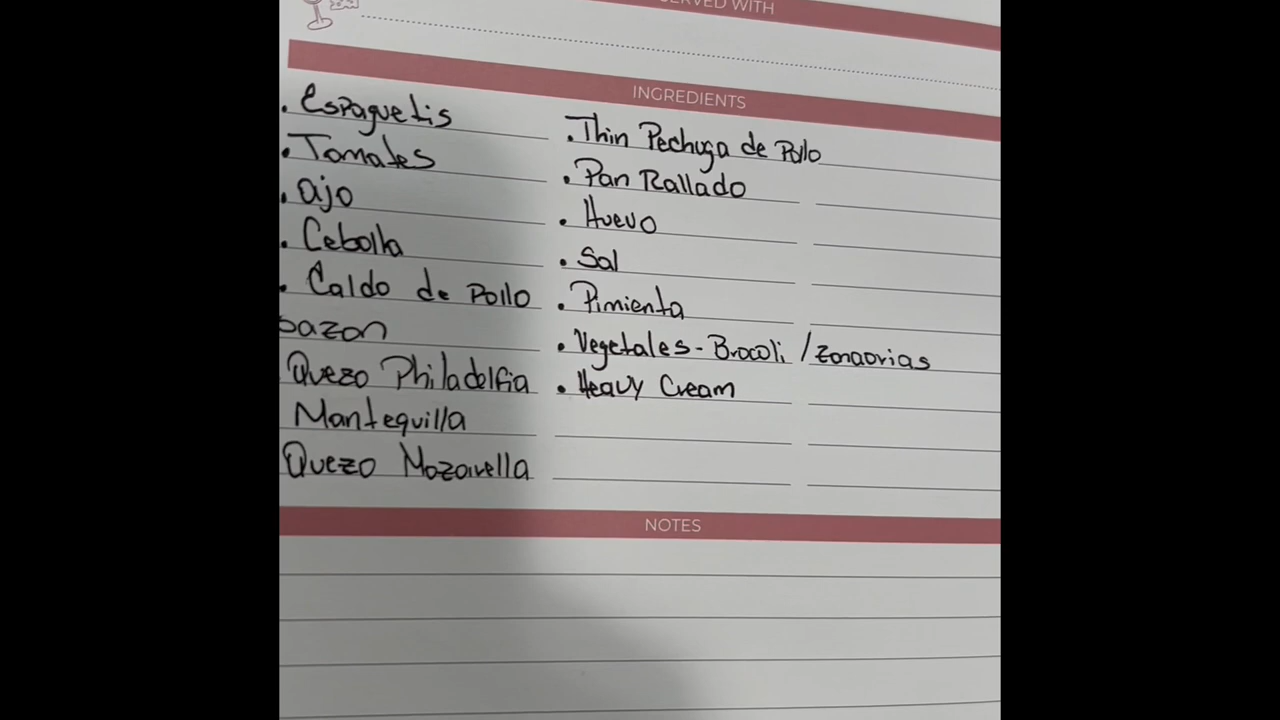 SERVED WITH
INGREDIENTS
. Espaguetis
. Tomates
. ajo
. Cebolla
. Caldo de Pollo
Sazon
Quezo Philadelfia
Mantequilla
Quezo Mozarella
. Thin Pechuga de Pollo
. Pan Rallado
. Huevo
. Sal
. Pimienta
. Vegetales - Brocoli / Zonaorias
. Heavy Cream
NOTES